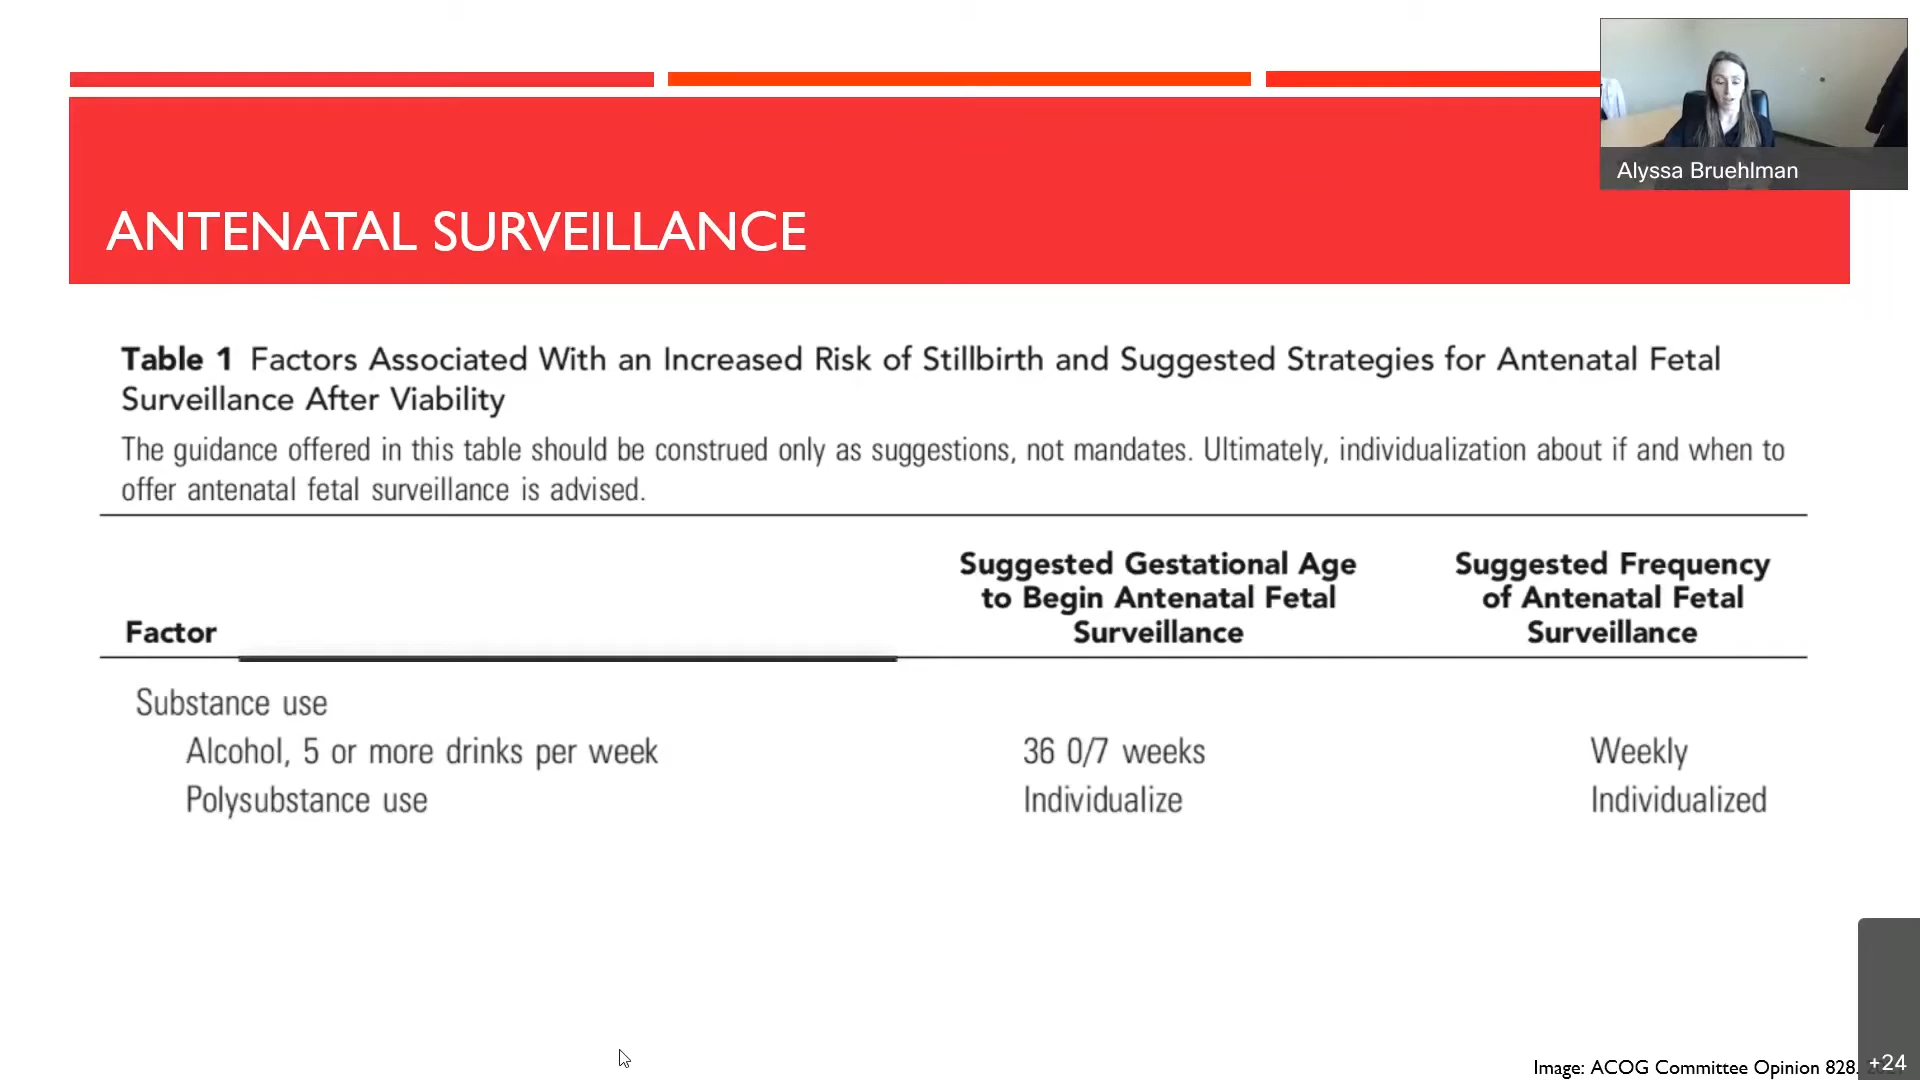 Alyssa Bruehlman
ANTENATAL SURVEILLANCE
Table 1 Factors Associated With an Increased Risk of Stillbirth and Suggested Strategies for Antenatal Fetal
Surveillance After Viability
The guidance offered in this table should be construed only as suggestions, not mandates. Ultimately, individualization about if and when to
offer antenatal fetal surveillance is advised.
Factor
Suggested Gestational Age
to Begin Antenatal Fetal
Surveillance
Suggested Frequency
of Antenatal Fetal
Surveillance
Substance use
Alcohol, 5 or more drinks per week 36 0/7 weeks Weekly
Polysubstance use Individualize Individualized
Image: ACOG Committee Opinion 828.
+24